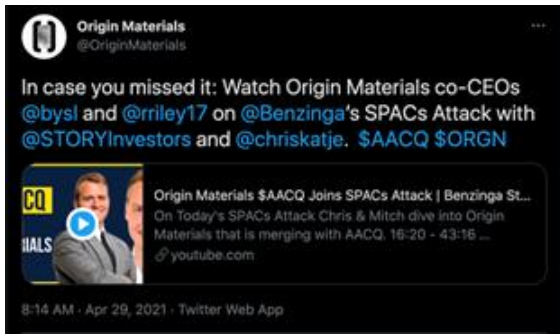 Origin Materials
@OriginMaterials
In case you missed it: Watch Origin Materials co-CEOs
@bysl and @rriley17 on @Benzinga's SPACs Attack with
@STORYInvestors and @chriskatje. $AACQ $ORGN
CQ
IALS
Origin Materials $AACQ Joins SPACs Attack | Benzinga St...
On Today's SPACs Attack Chris & Mitch dive into Origin
Materials that is merging with AACQ. 16:20 - 43:16 ...
youtube.com
8:14 AM · Apr 29, 2021 · Twitter Web App